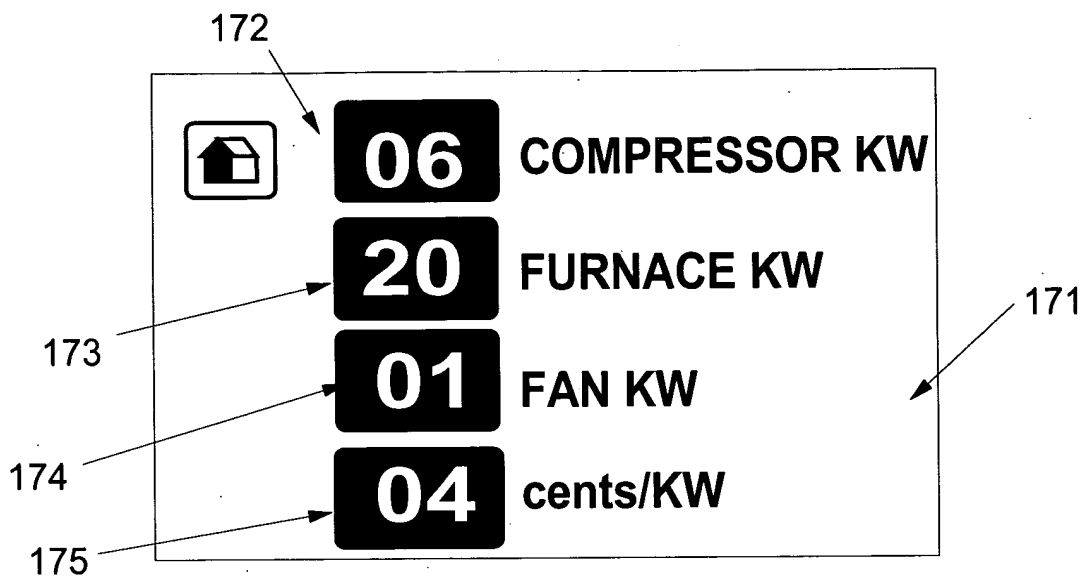 172
06 COMPRESSOR KW
20 FURNACE KW
171
173
01 FAN KW
174
04 cents/KW
175